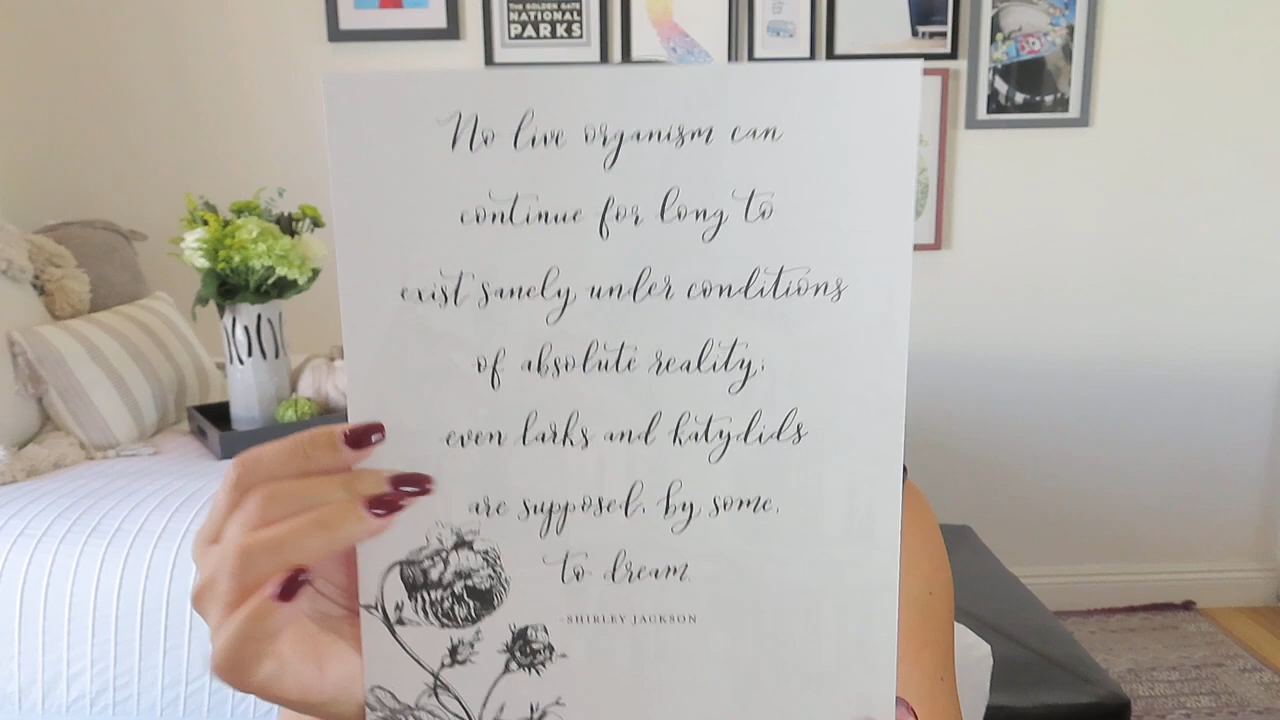 THE GOLDEN GATE
NATIONAL
PARKS
No live organism can
continue for long to
exist sanely under conditions
of absolute reality;
even larks and katydids
are supposed, by some,
to dream.
-SHIRLEY JACKSON